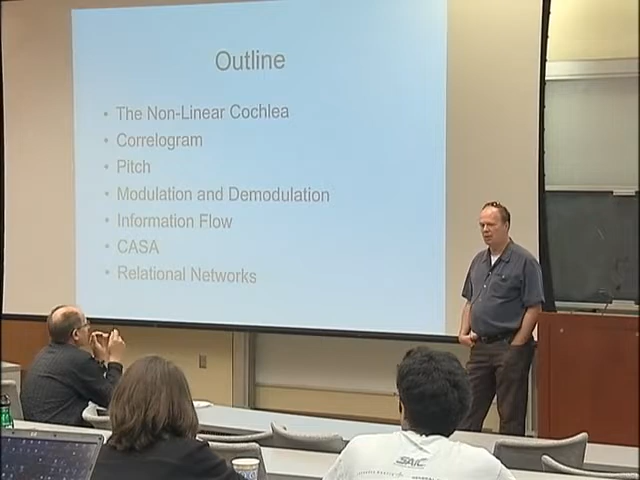 Outline
• The Non-Linear Cochlea
• Correlogram
• Pitch
• Modulation and Demodulation
• Information Flow
• CASA
• Relational Networks
SAIC